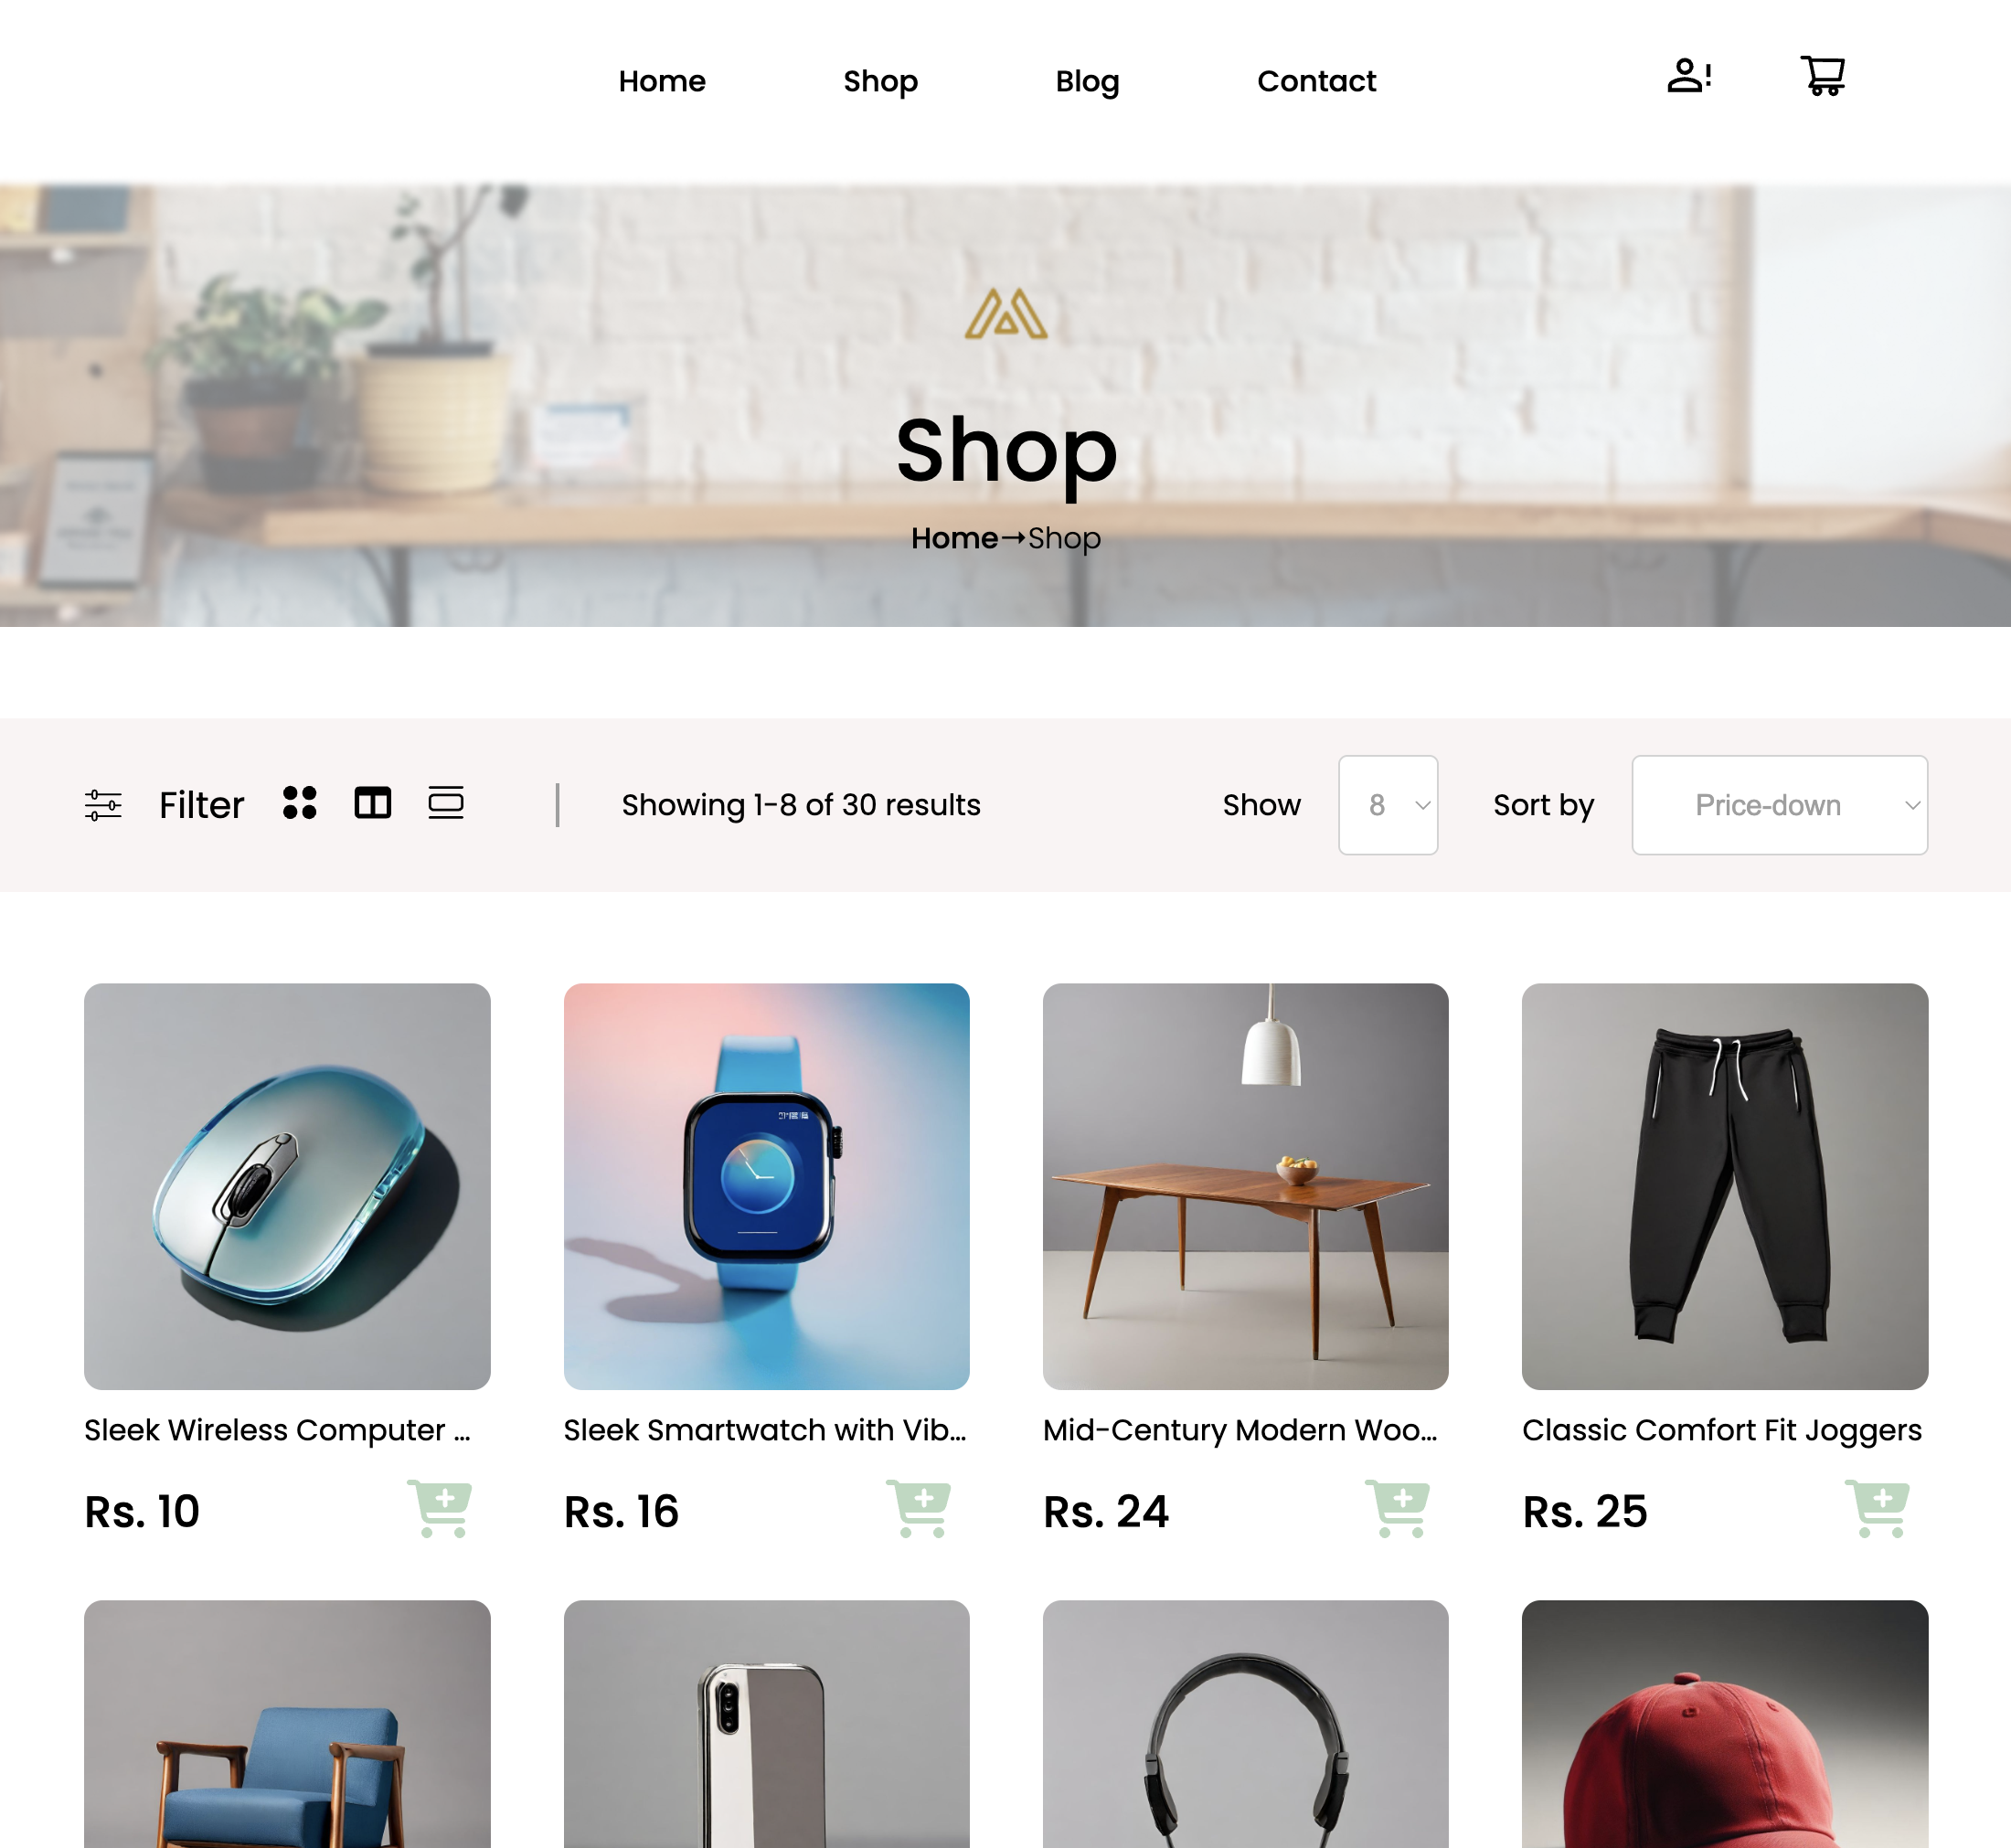 Home Shop Blog Contact
Shop
Home→Shop
Filter Showing 1-8 of 30 results Show 8 Sort by Price-down
Sleek Wireless Computer ... Sleek Smartwatch with Vib... Mid-Century Modern Woo... Classic Comfort Fit Joggers
Rs. 10 Rs. 16 Rs. 24 Rs. 25